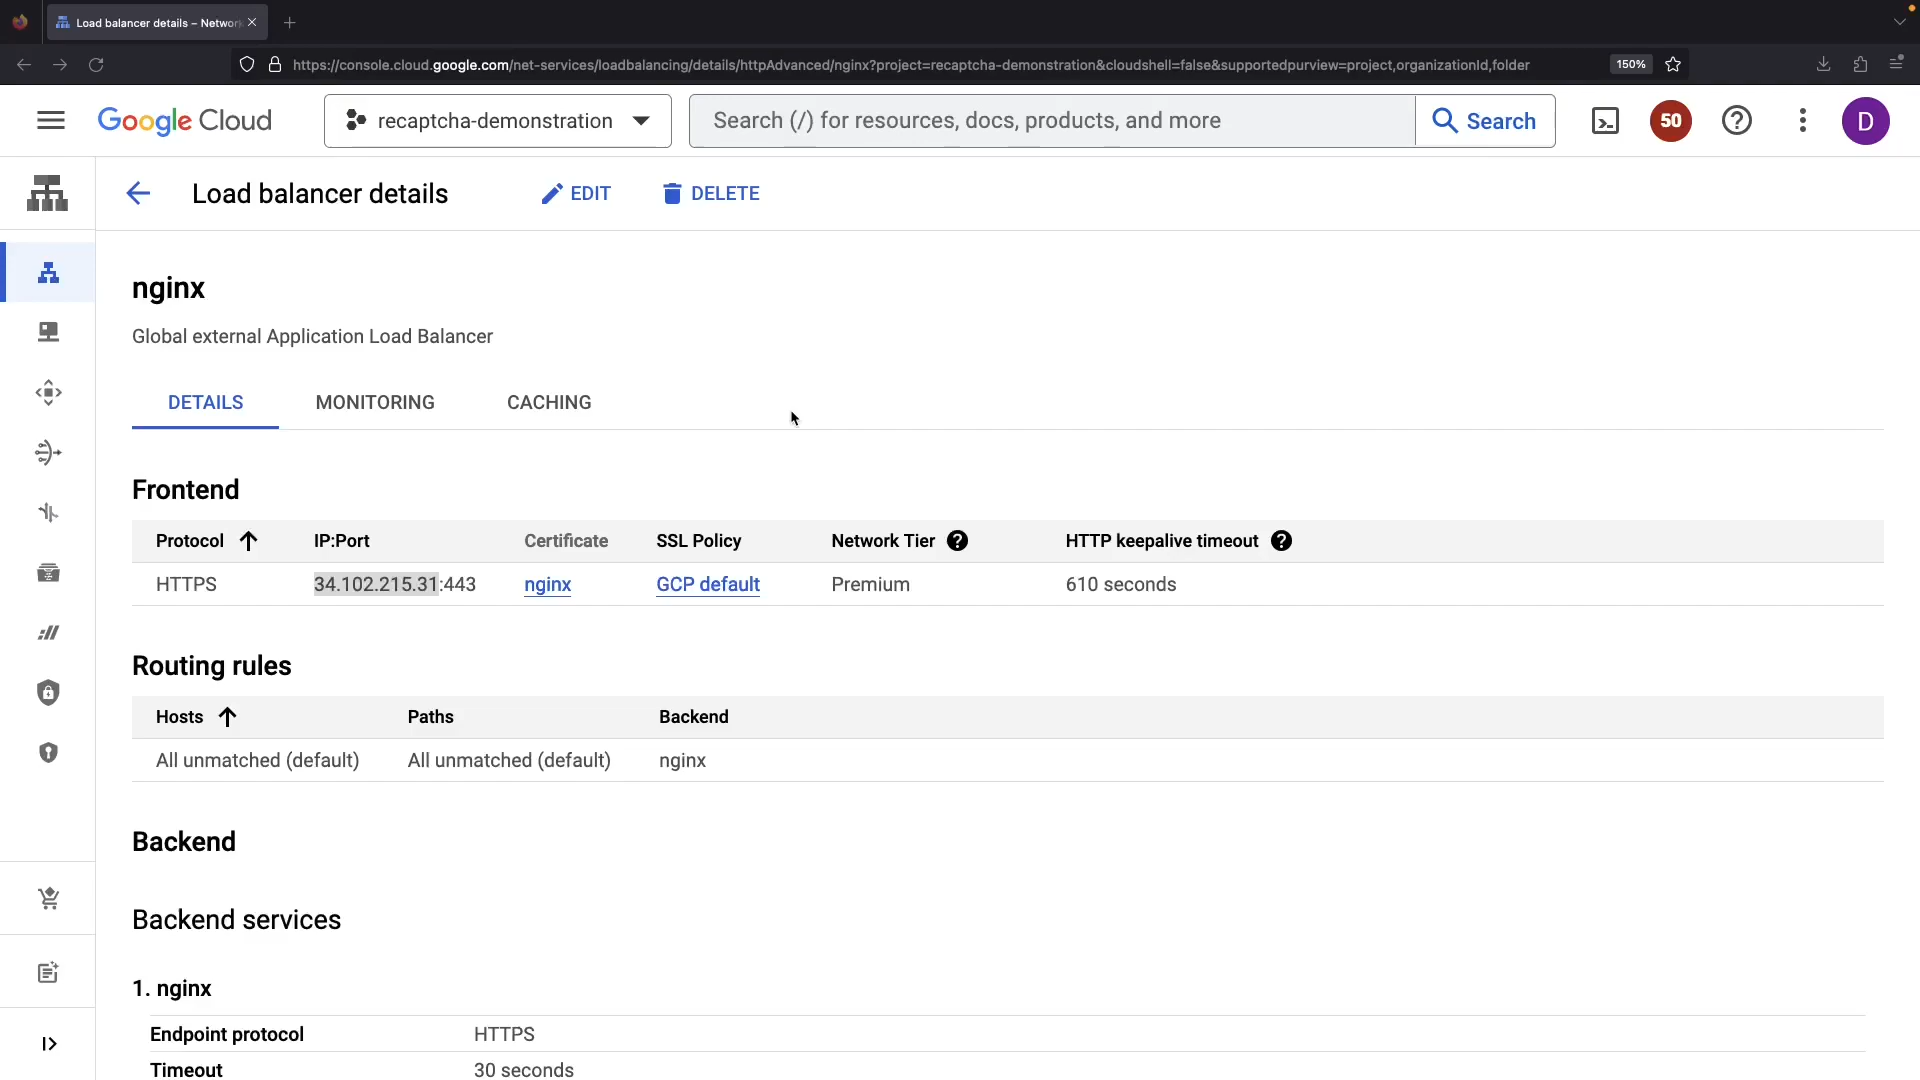 Load balancer details – Networ
https://console.cloud.google.com/net-services/loadbalancing/details/httpAdvanced/nginx?project=recaptcha-demonstration&cloudshell=false&supportedpurview=project,organizationId,folder
150%
Google Cloud
recaptcha-demonstration
Search (/) for resources, docs, products, and more
Search
50
D
Load balancer details
EDIT
DELETE
nginx
Global external Application Load Balancer
DETAILS MONITORING CACHING
Frontend
Protocol IP:Port Certificate SSL Policy Network Tier HTTP keepalive timeout
HTTPS 34.102.215.31:443 nginx GCP default Premium 610 seconds
Routing rules
Hosts Paths Backend
All unmatched (default) All unmatched (default) nginx
Backend
Backend services
1. nginx
Endpoint protocol HTTPS
Timeout 30 seconds